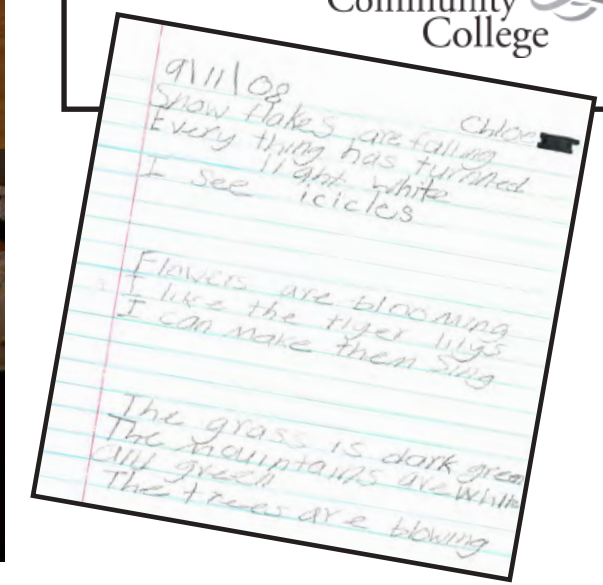 Community
College
9\11\08
Chloe
Snow flakes are falling
Every thing has turnned
light white
I see icicles
Flowers are blooming
I like the tiger lilys
I can make them Sing
The grass is dark green
The mountains are white
and green
The trees are blowing